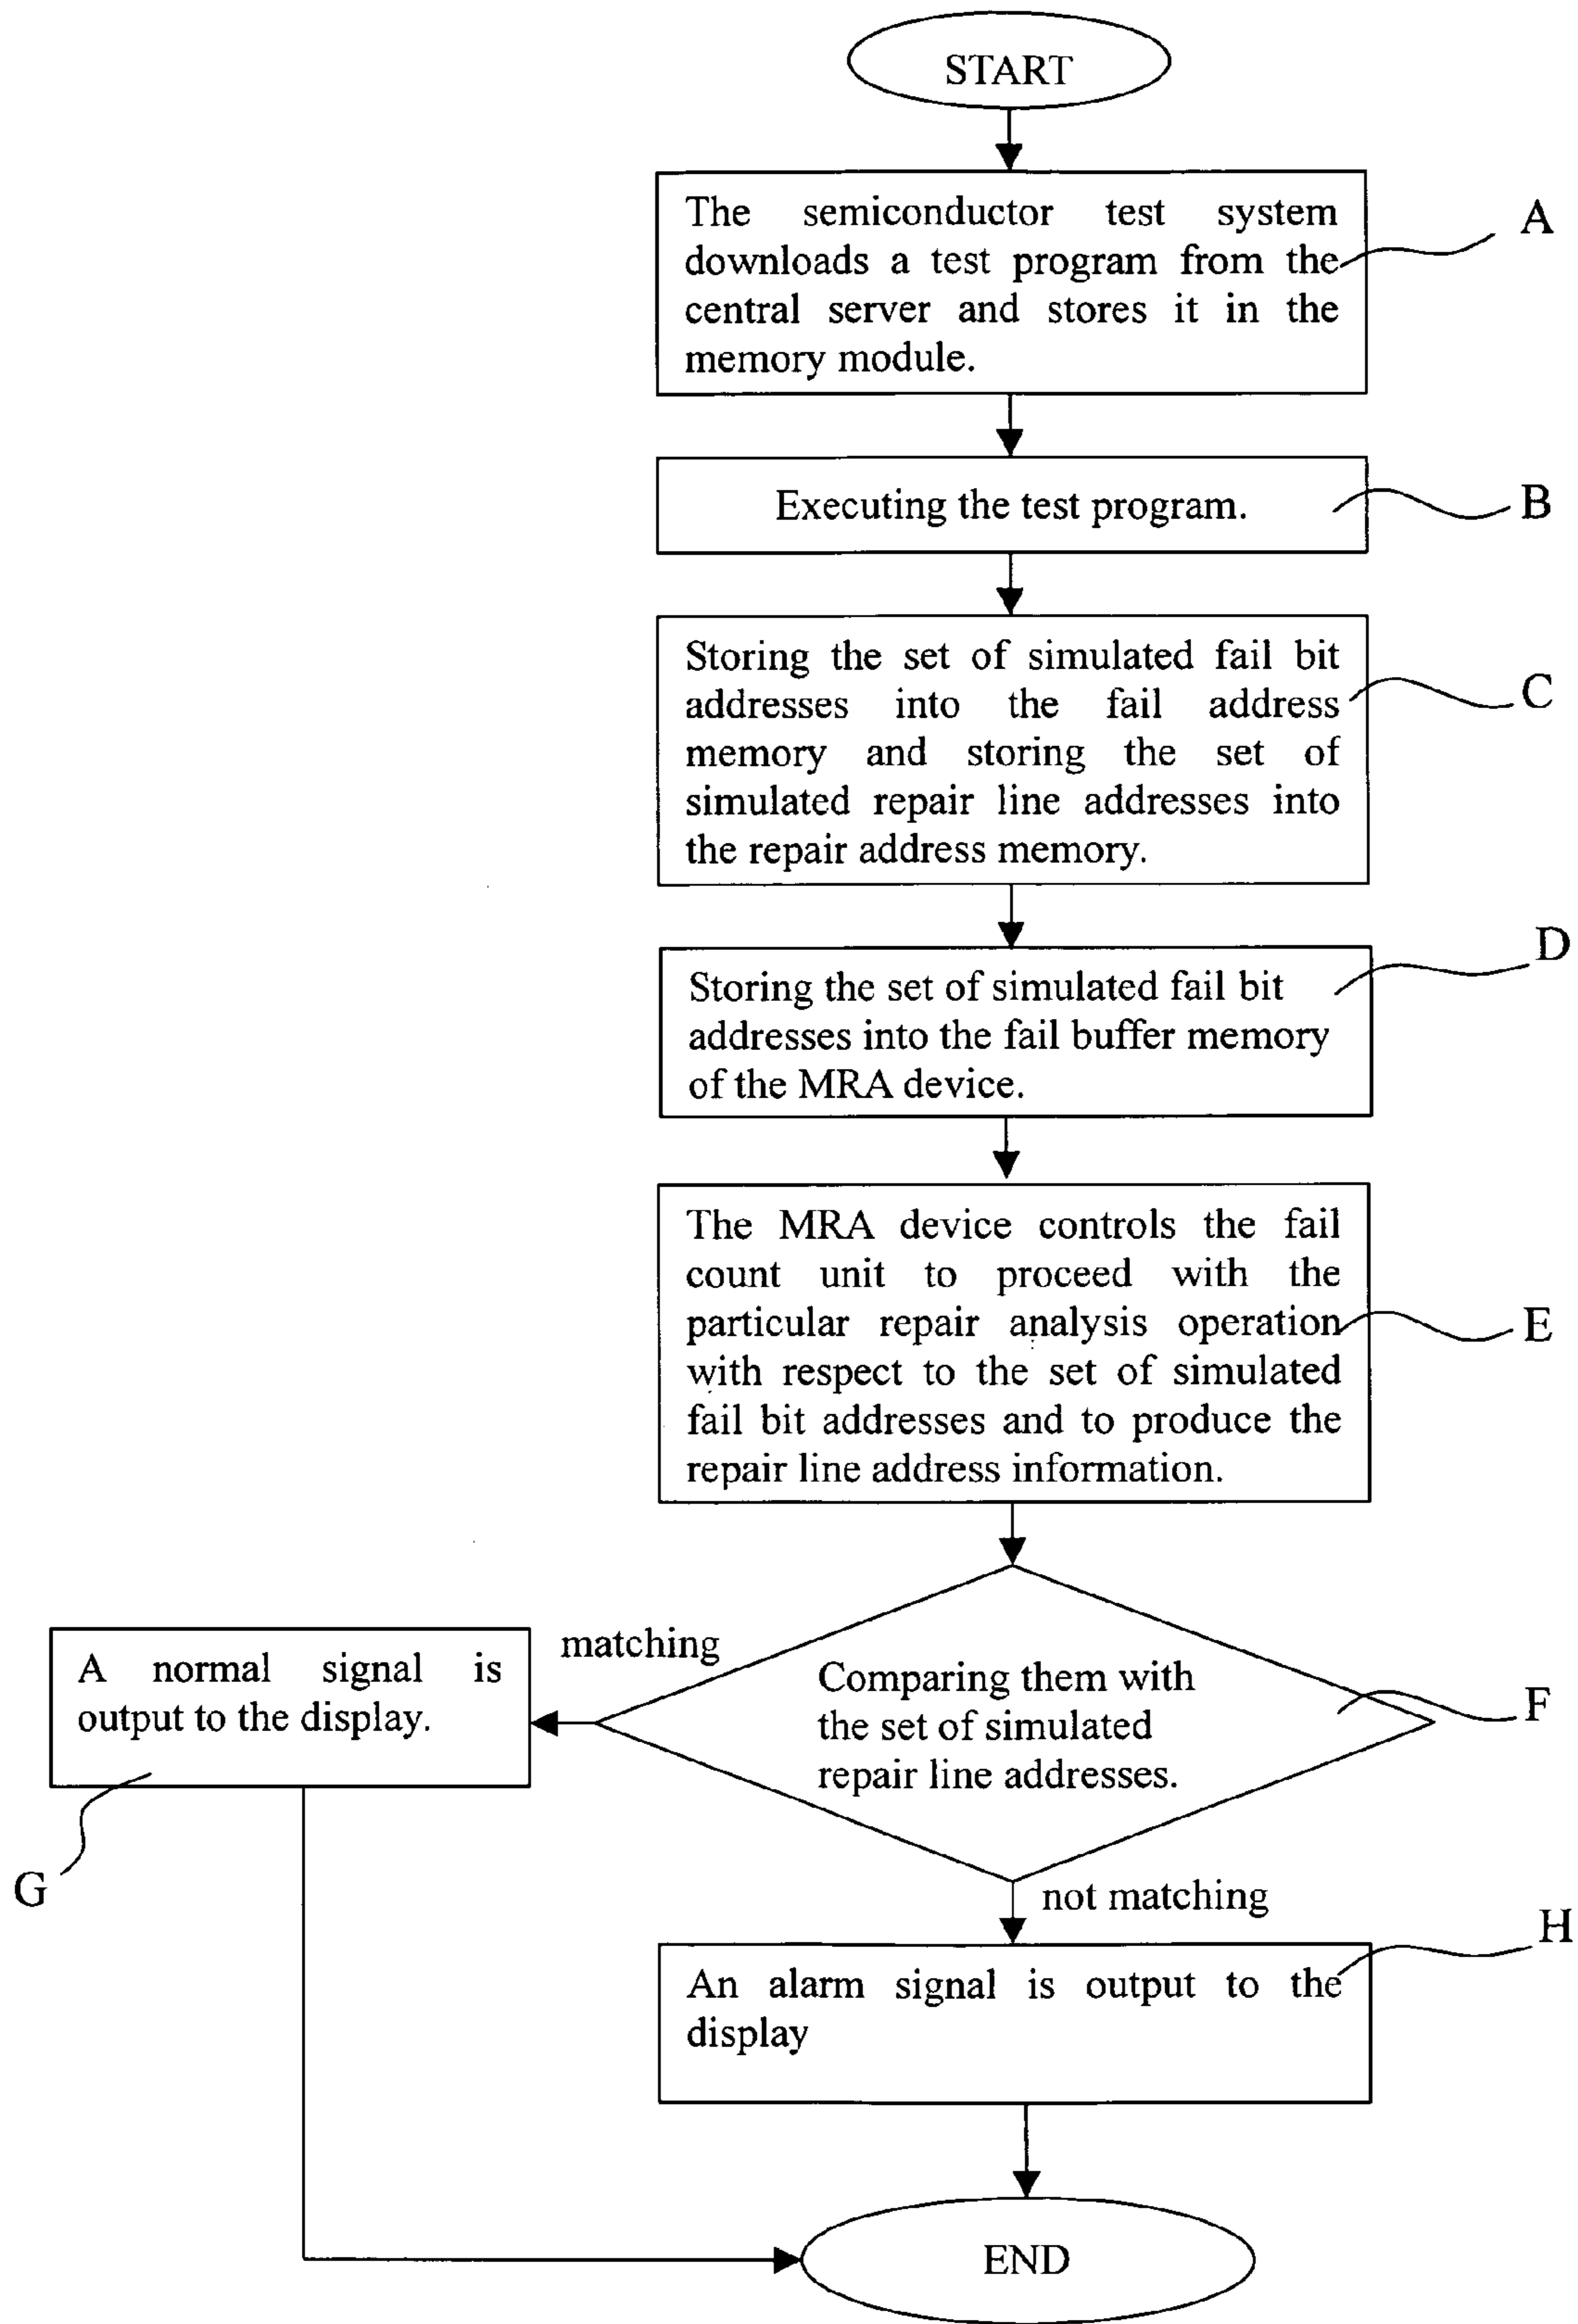 START
The semiconductor test system
downloads a test program from the
central server and stores it in the
memory module.
A
Executing the test program.
B
Storing the set of simulated fail bit
addresses into the fail address
memory and storing the set of
simulated repair line addresses into
the repair address memory.
C
Storing the set of simulated fail bit
addresses into the fail buffer memory
of the MRA device.
D
The MRA device controls the fail
count unit to proceed with the
particular repair analysis operation
with respect to the set of simulated
fail bit addresses and to produce the
repair line address information.
E
matching
Comparing them with
the set of simulated
repair line addresses.
F
A normal signal is
output to the display.
G
not matching
An alarm signal is output to the
display
H
END